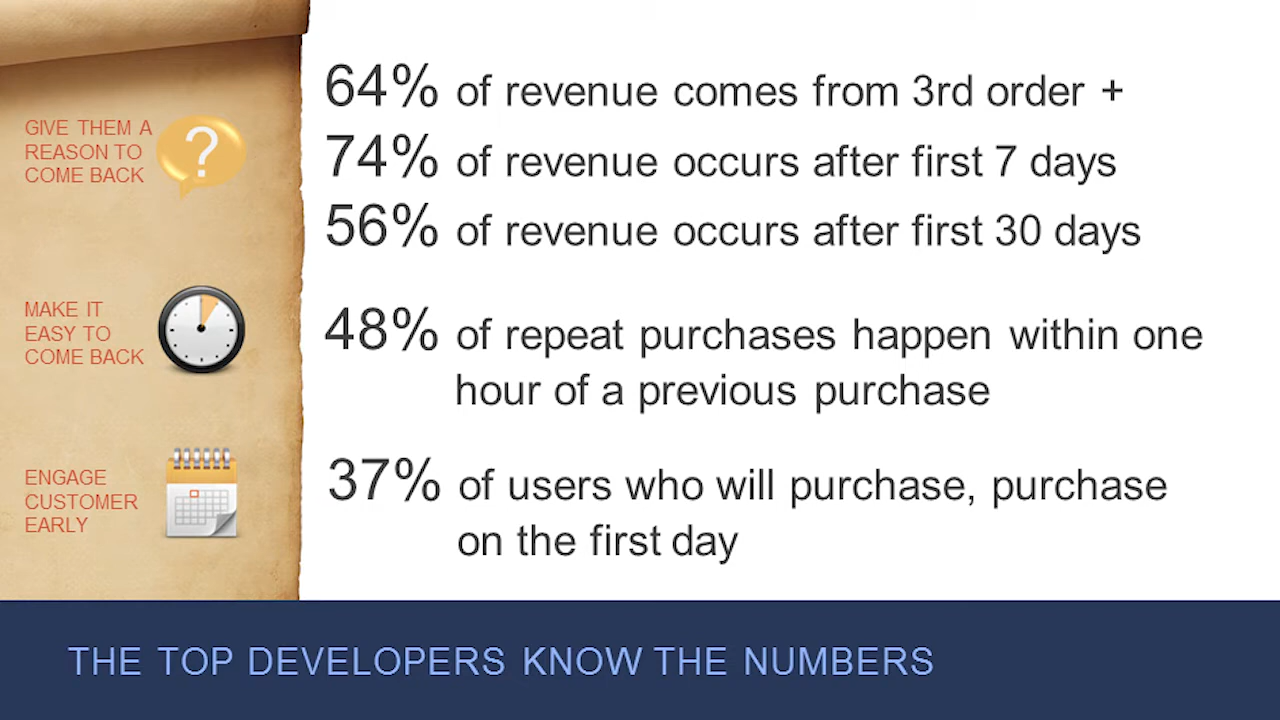 GIVE THEM A
REASON TO
COME BACK
?
64% of revenue comes from 3rd order +
74% of revenue occurs after first 7 days
56% of revenue occurs after first 30 days
MAKE IT
EASY TO
COME BACK
48% of repeat purchases happen within one
hour of a previous purchase
ENGAGE
CUSTOMER
EARLY
37% of users who will purchase, purchase
on the first day
THE TOP DEVELOPERS KNOW THE NUMBERS